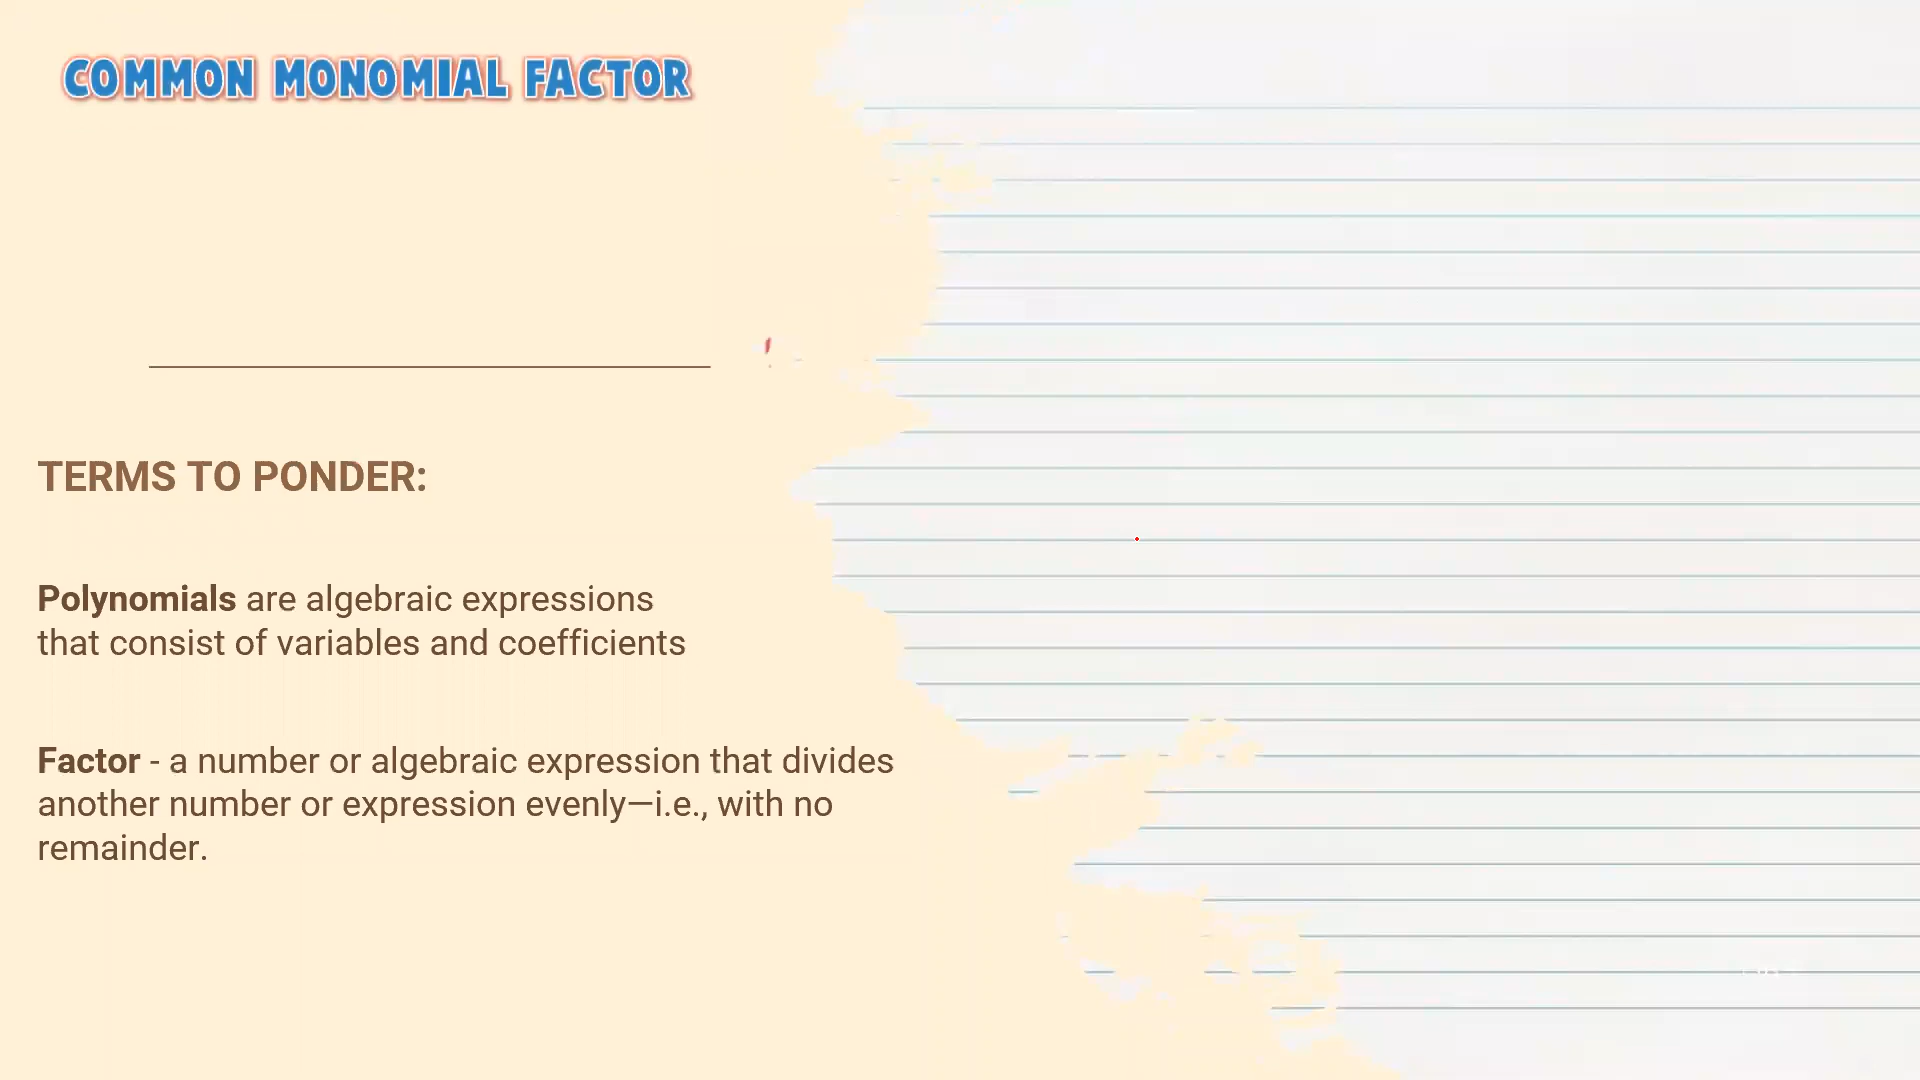 COMMON MONOMIAL FACTOR
TERMS TO PONDER:
Polynomials are algebraic expressions
that consist of variables and coefficients
Factor - a number or algebraic expression that divides
another number or expression evenly—i.e., with no
remainder.